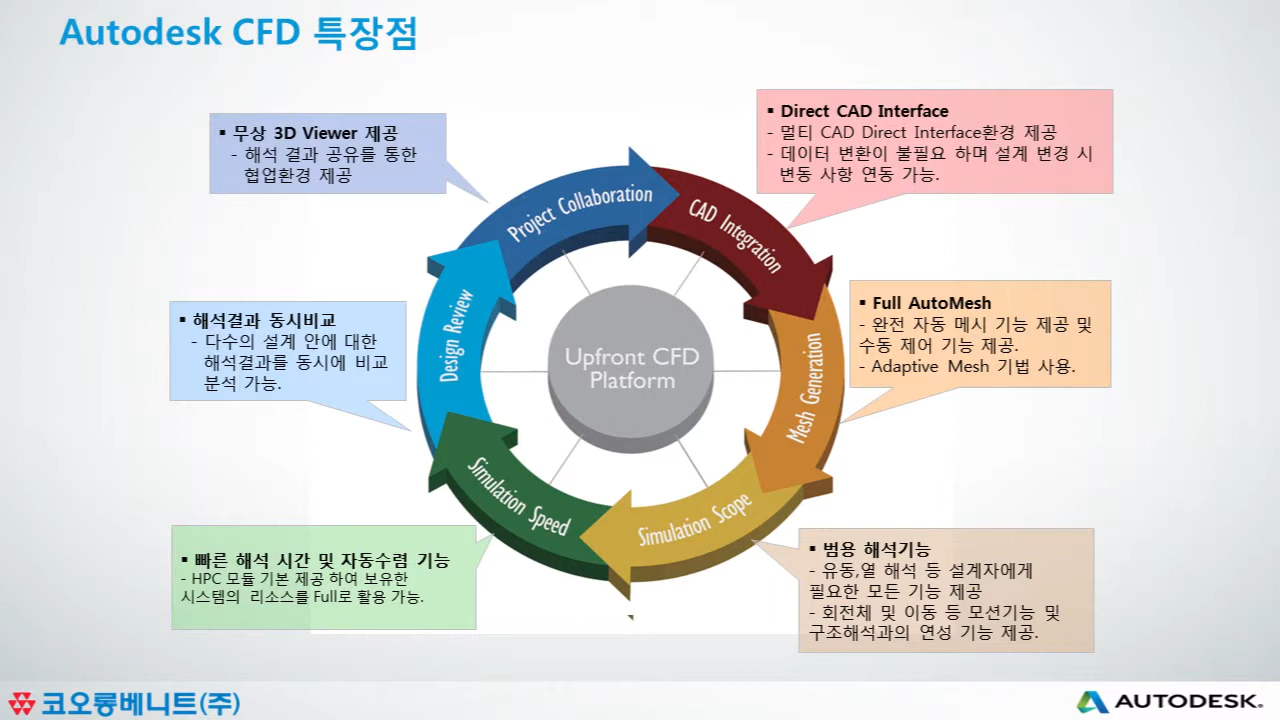 Autodesk CFD 특장점
▪ 무상 3D Viewer 제공
- 해석 결과 공유를 통한
협업환경 제공
▪ Direct CAD Interface
- 멀티 CAD Direct Interface환경 제공
- 데이터 변환이 불필요 하며 설계 변경 시
변동 사항 연동 가능.
Project Collaboration
CAD Integration
▪ 해석결과 동시비교
- 다수의 설계 안에 대한
해석결과를 동시에 비교
분석 가능.
Design Review
Upfront CFD
Platform
Mesh Generation
▪ Full AutoMesh
- 완전 자동 메시 기능 제공 및
수동 제어 기능 제공.
- Adaptive Mesh 기법 사용.
Simulation Speed
Simulation Scope
▪ 빠른 해석 시간 및 자동수렴 기능
- HPC 모듈 기본 제공 하여 보유한
시스템의 리소스를 Full로 활용 가능.
▪ 범용 해석기능
- 유동,열 해석 등 설계자에게
필요한 모든 기능 제공
- 회전체 및 이동 등 모션기능 및
구조해석과의 연성 기능 제공.
코오롱베니트(주)
AUTODESK.